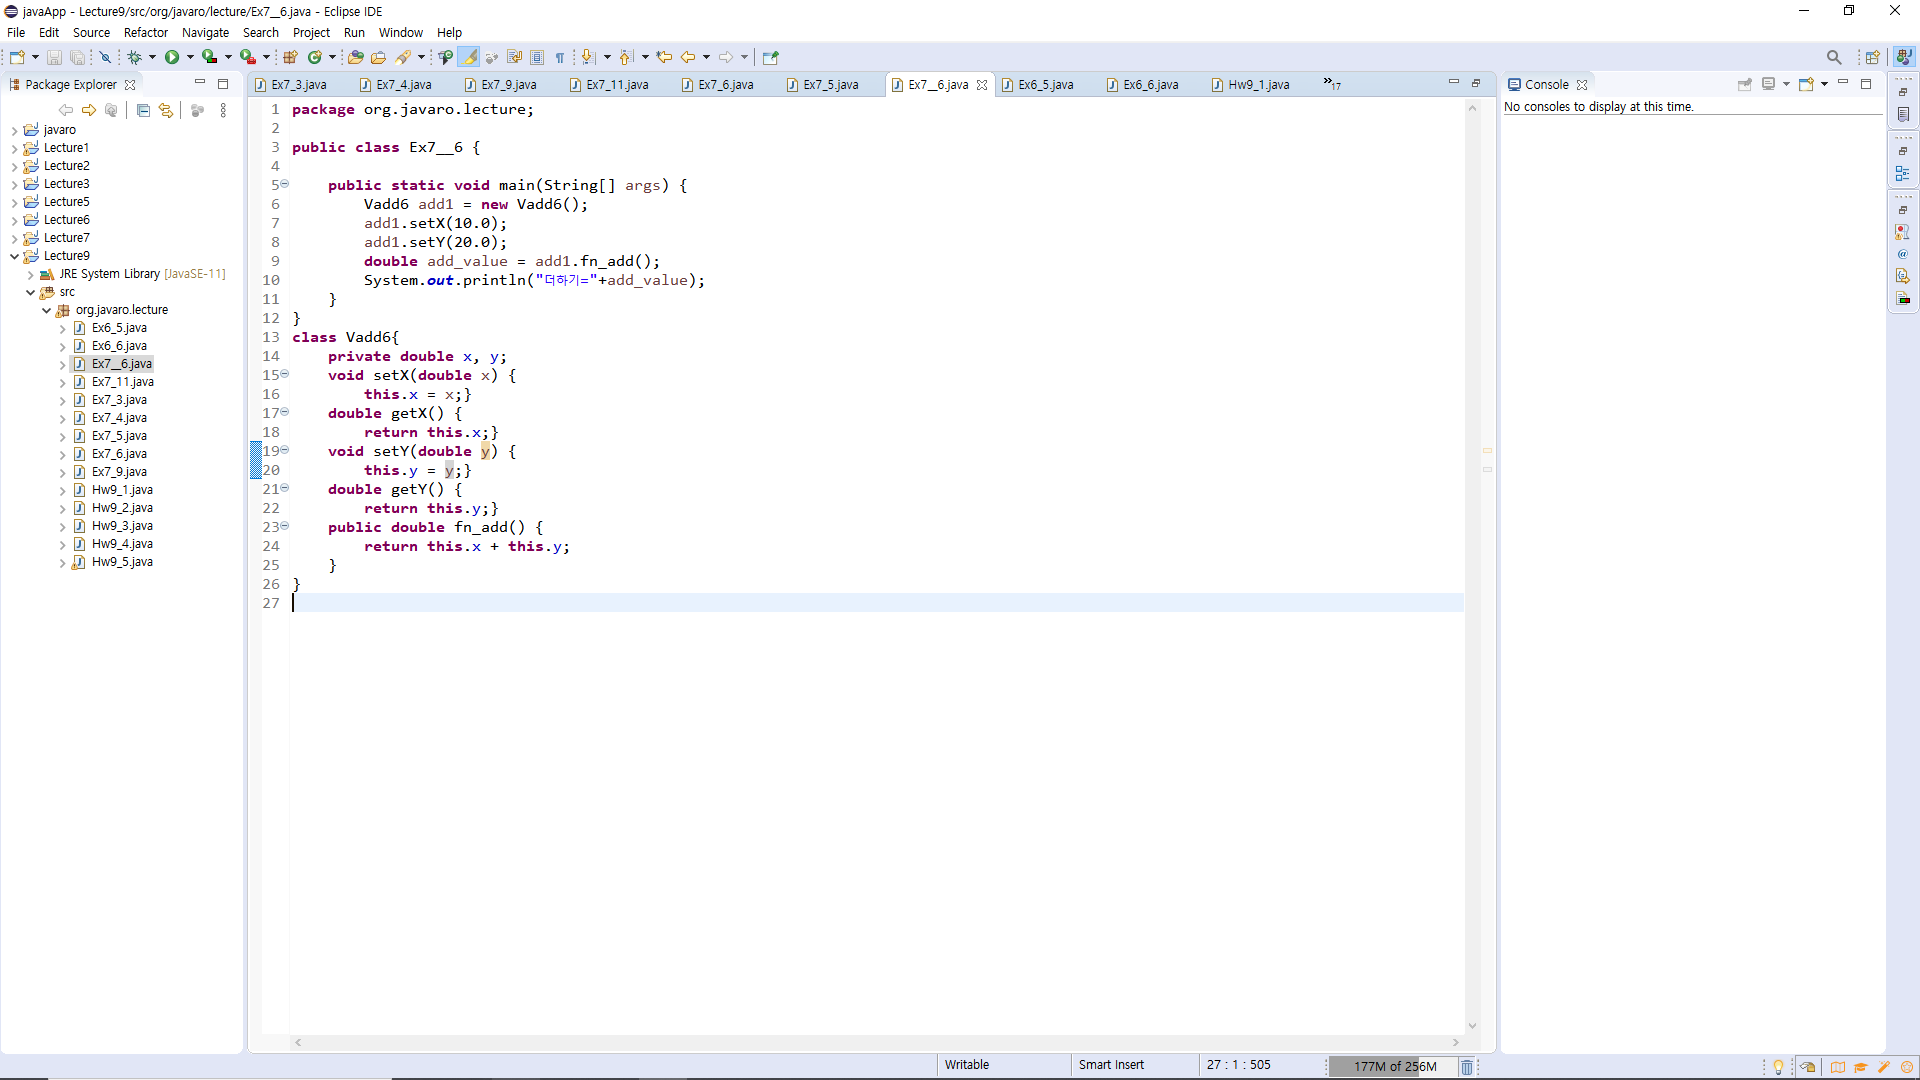 javaApp - Lecture9/src/org/javaro/lecture/Ex7__6.java - Eclipse IDE
File Edit Source Refactor Navigate Search Project Run Window Help
Package Explorer
javaro
Lecture1
Lecture2
Lecture3
Lecture5
Lecture6
Lecture7
Lecture9
JRE System Library [JavaSE-11]
src
org.javaro.lecture
Ex6_5.java
Ex6_6.java
Ex7__6.java
Ex7_11.java
Ex7_3.java
Ex7_4.java
Ex7_5.java
Ex7_6.java
Ex7_9.java
Hw9_1.java
Hw9_2.java
Hw9_3.java
Hw9_4.java
Hw9_5.java
Ex7_3.java Ex7_4.java Ex7_9.java Ex7_11.java Ex7_6.java Ex7_5.java Ex7__6.java Ex6_5.java Ex6_6.java Hw9_1.java »17
1 package org.javaro.lecture;
2
3 public class Ex7__6 {
4
5 public static void main(String[] args) {
6 Vadd6 add1 = new Vadd6();
7 add1.setX(10.0);
8 add1.setY(20.0);
9 double add_value = add1.fn_add();
10 System.out.println("더하기="+add_value);
11 }
12 }
13 class Vadd6{
14 private double x, y;
15 void setX(double x) {
16 this.x = x;}
17 double getX() {
18 return this.x;}
19 void setY(double y) {
20 this.y = y;}
21 double getY() {
22 return this.y;}
23 public double fn_add() {
24 return this.x + this.y;
25 }
26 }
27
Console
No consoles to display at this time.
Writable Smart Insert 27 : 1 : 505 177M of 256M